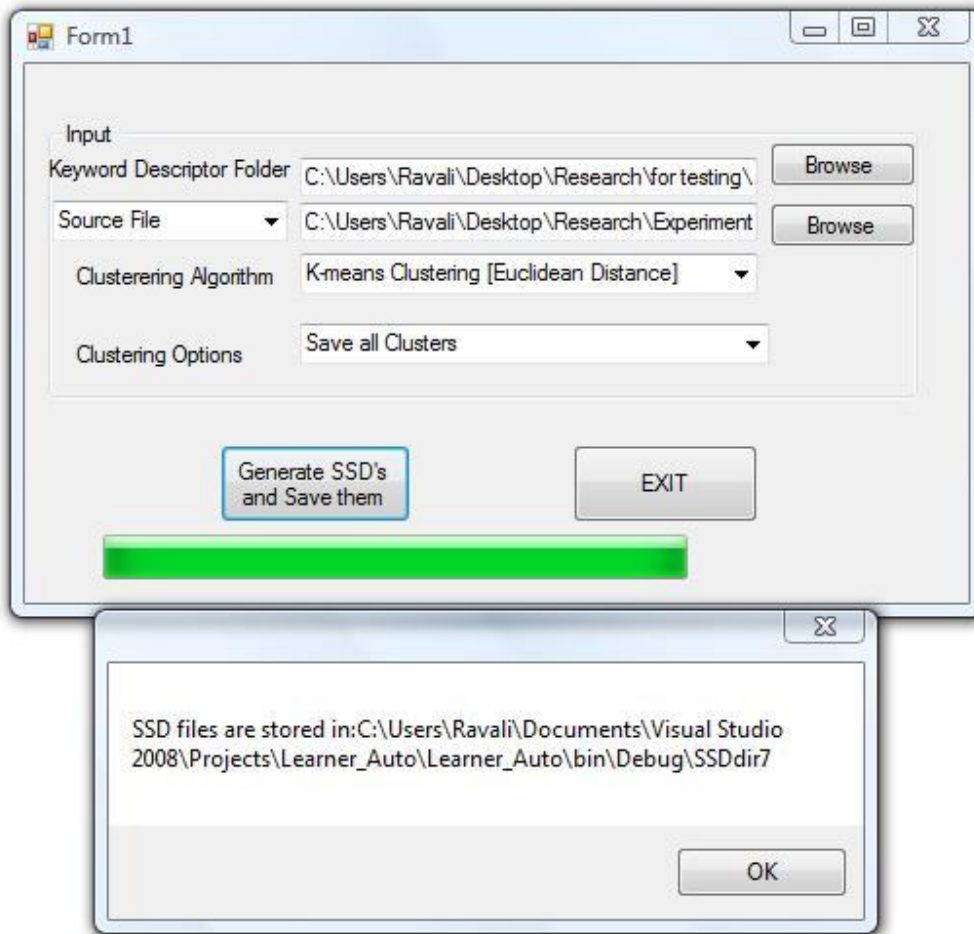 Form1
Input
Keyword Descriptor Folder
C:\Users\Ravali\Desktop\Research\for testing\
Browse
Source File
C:\Users\Ravali\Desktop\Research\Experiment
Browse
Clusterering Algorithm
K-means Clustering [Euclidean Distance]
Clustering Options
Save all Clusters
Generate SSD's
and Save them
EXIT
SSD files are stored in:C:\Users\Ravali\Documents\Visual Studio
2008\Projects\Learner_Auto\Learner_Auto\bin\Debug\SSDdir7
OK